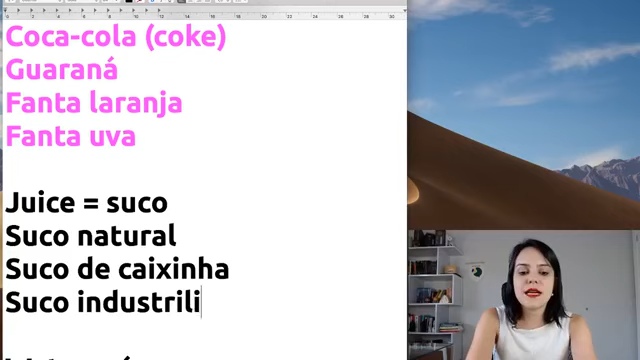 Coca-cola (coke)
Guaraná
Fanta laranja
Fanta uva
Juice = suco
Suco natural
Suco de caixinha
Suco industrili